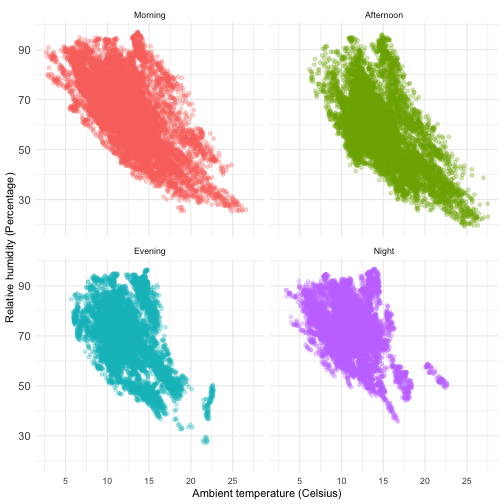 Morning
Afternoon
90
70
50
30
Evening
Night
90
70
50
30
5 10 15 20 25 5 10 15 20 25
Ambient temperature (Celsius)
Relative humidity (Percentage)